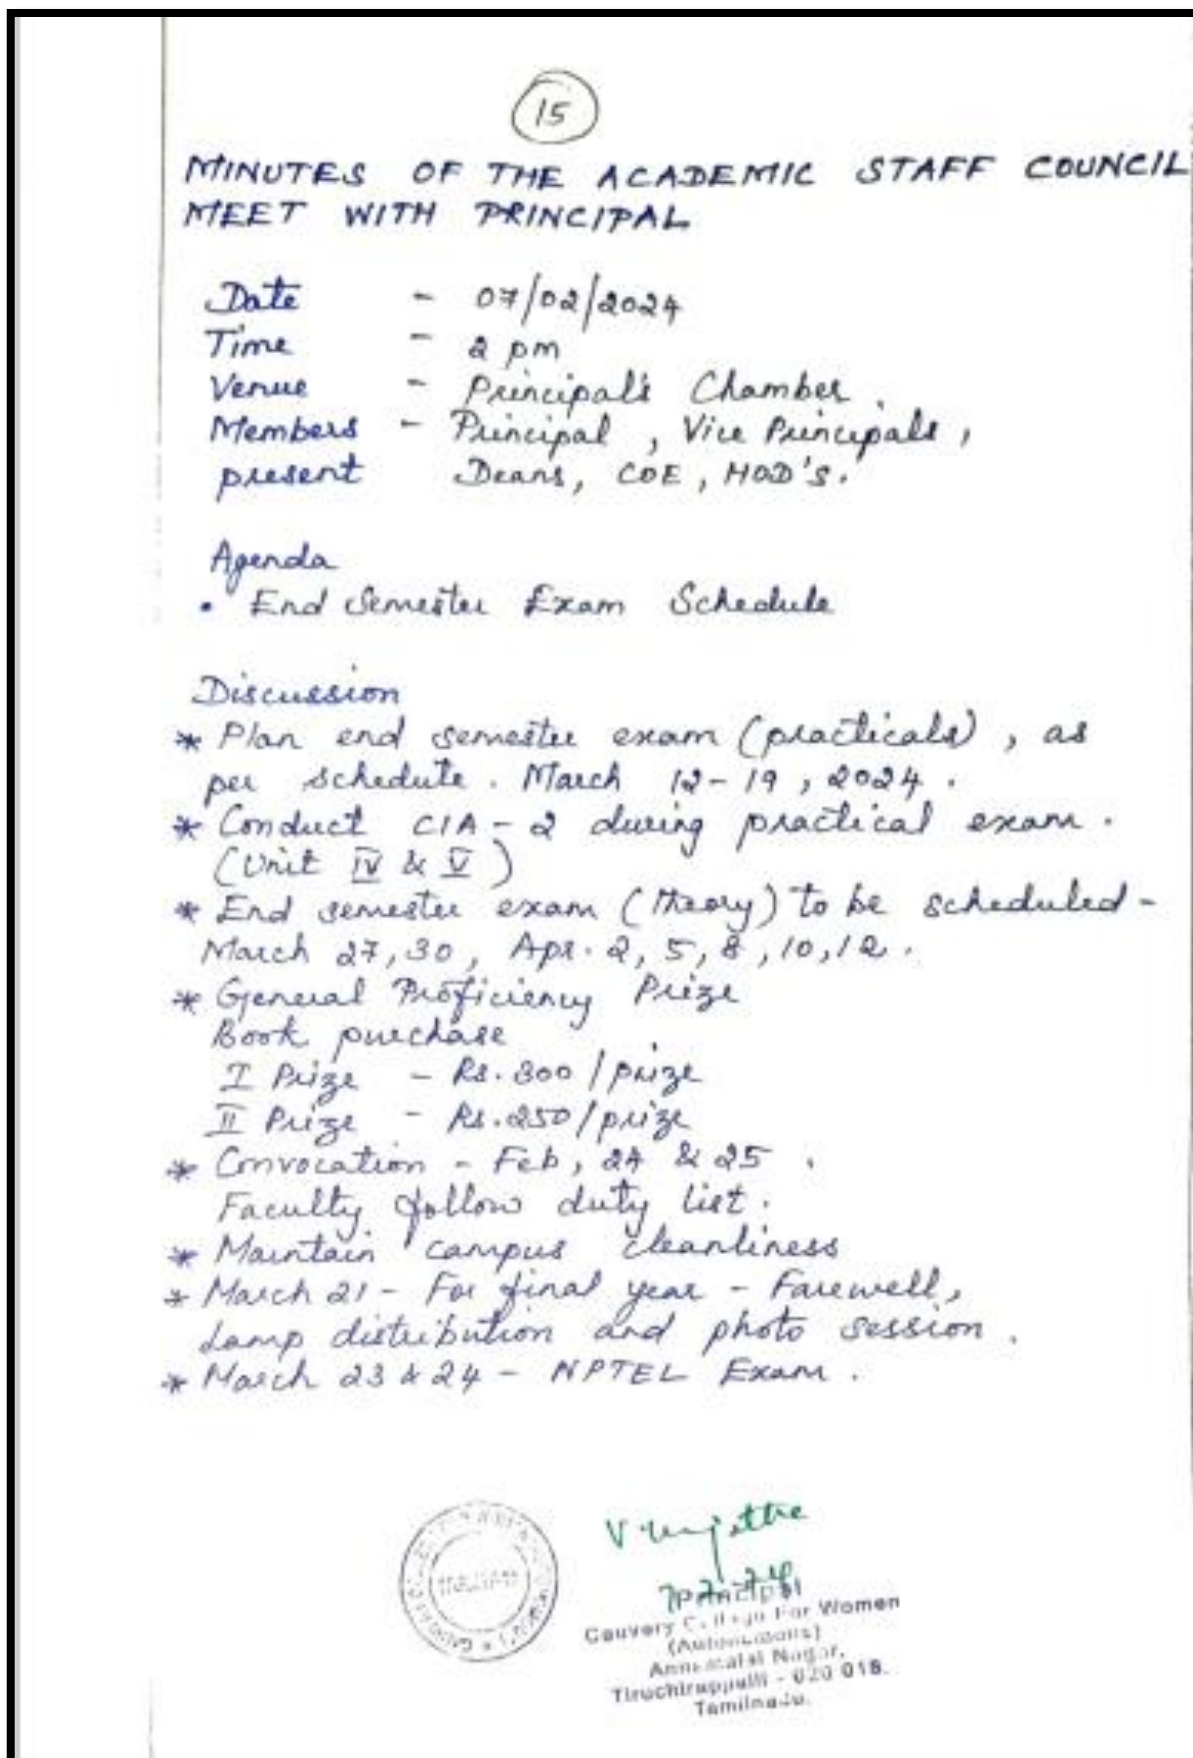 15
MINUTES OF THE ACADEMIC STAFF COUNCIL
MEET WITH PRINCIPAL
Date - 07/02/2024
Time - 2 pm
Venue - Principal's Chamber.
Members - Principal, Vice Principals,
present Deans, COE, HOD's.
Agenda
• End Semester Exam Schedule
Discussion
* Plan end semester exam (practicals), as
per schedule. March 12-19, 2024.
* Conduct CIA-2 during practical exam.
(Unit IV & V)
* End semester exam (theory) to be scheduled-
March 27,30, Apr. 2, 5, 8, 10, 12.
* General Proficiency Prize
Book purchase
I Prize - Rs. 300/prize
II Prize - Rs. 250/prize
* Convocation - Feb, 24 & 25.
Faculty follow duty list.
* Maintain campus cleanliness
* March 21 - For final year - Farewell,
Lamp distribution and photo session.
* March 23 & 24 - NPTEL Exam.
7.2.24
Principal
Cauvery College For Women
(Autonomous)
Annamalai Nagar,
Tiruchirappalli - 620 018.
Tamilnadu.